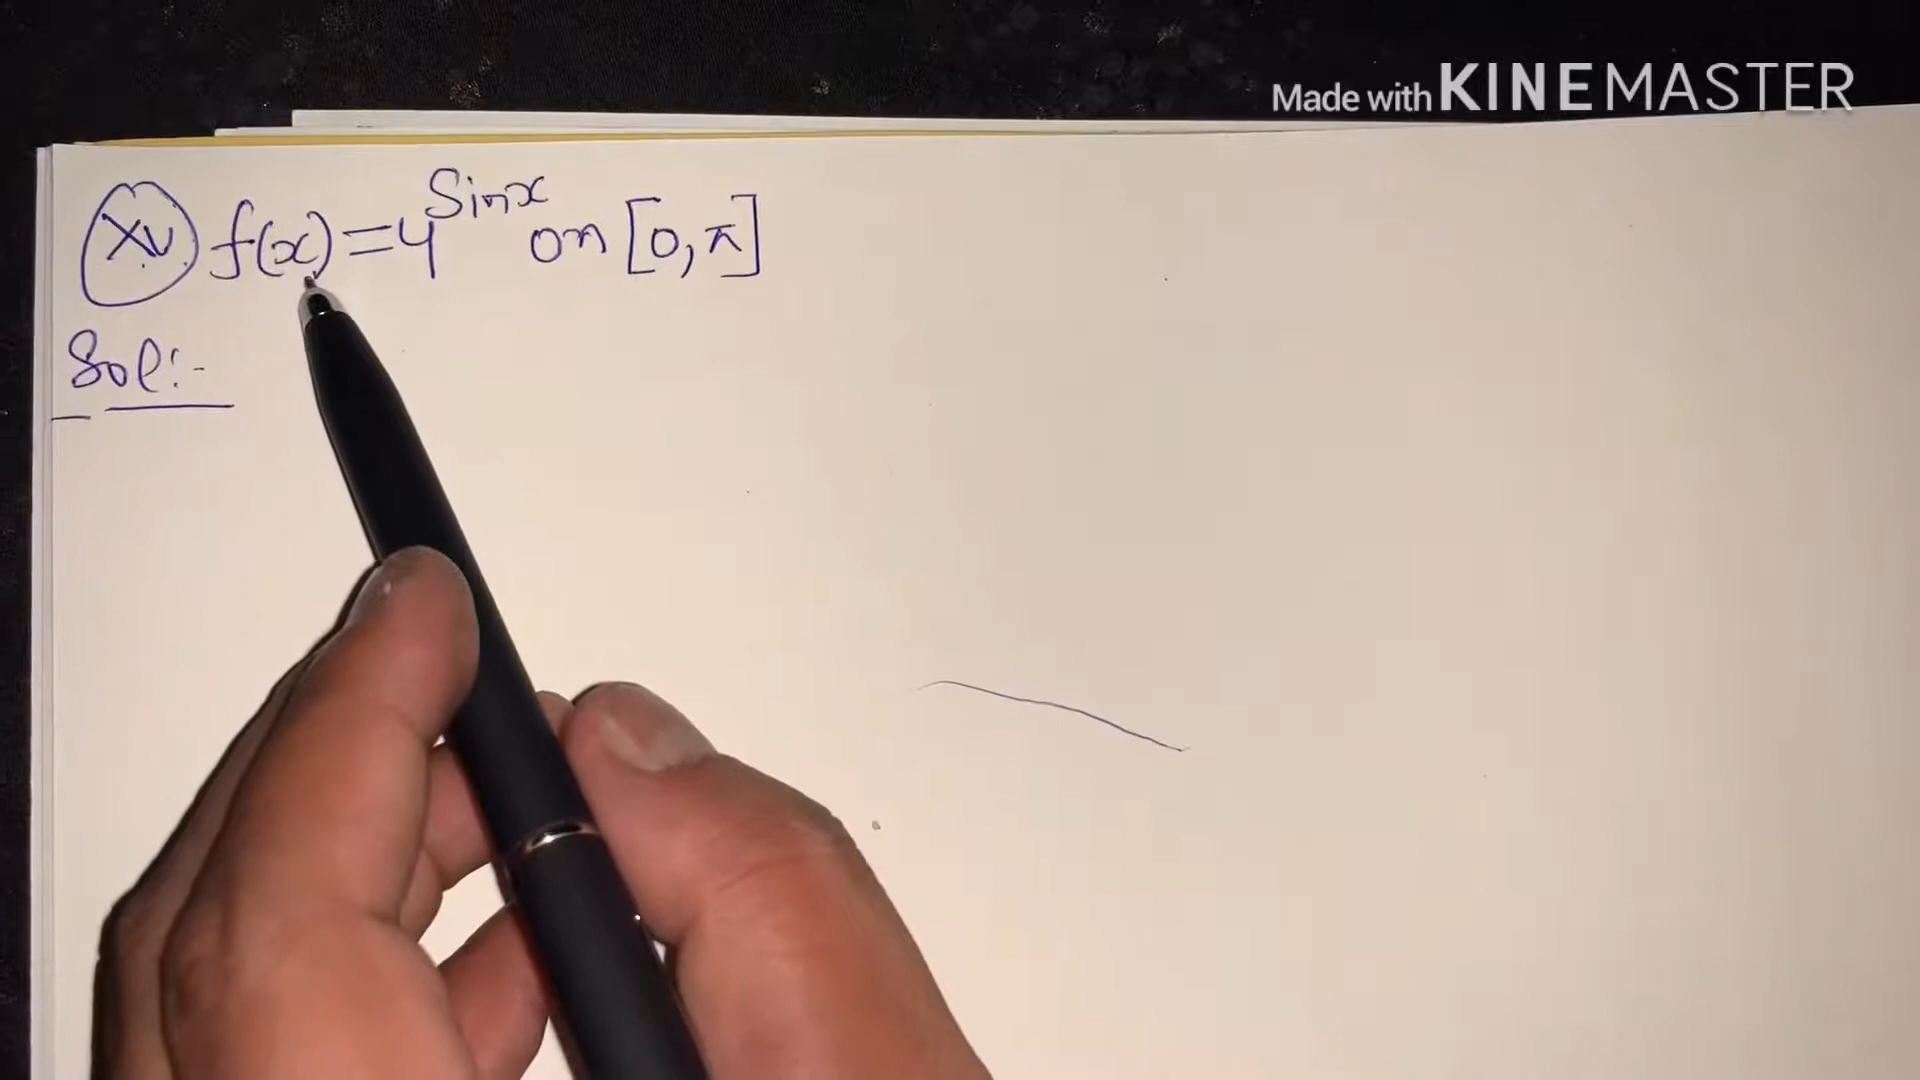 Made with KINEMASTER
XV f(x) = 4^Sinx on [0, π]
Sol:-